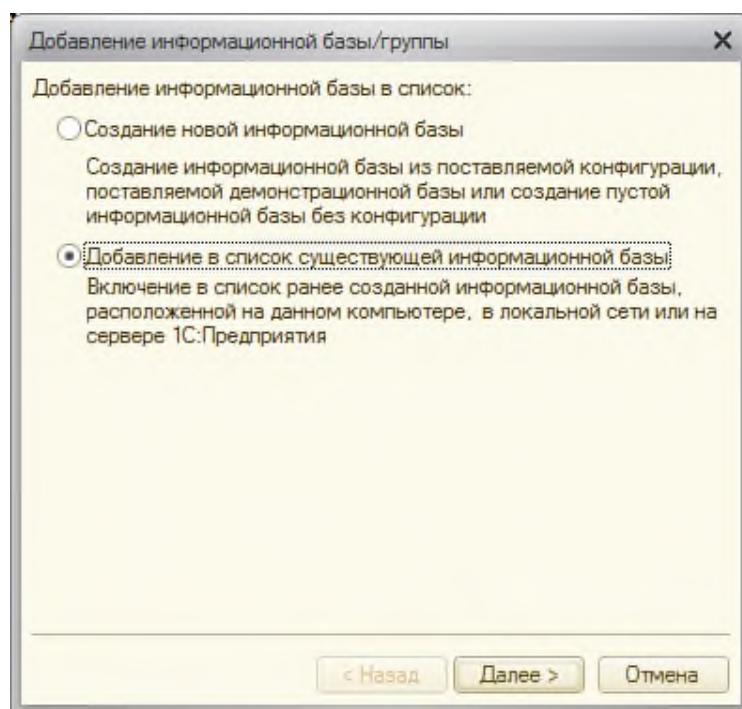 Добавление информационной базы/группы
Добавление информационной базы в список:
Создание новой информационной базы
Создание информационной базы из поставляемой конфигурации,
поставляемой демонстрационной базы или создание пустой
информационной базы без конфигурации
Добавление в список существующей информационной базы
Включение в список ранее созданной информационной базы,
расположенной на данном компьютере, в локальной сети или на
сервере 1С:Предприятия
< Назад Далее > Отмена